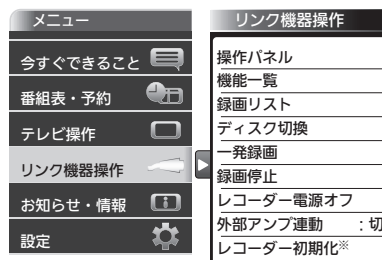 メニュー
今すぐできること
番組表・予約
テレビ操作
リンク機器操作
お知らせ・情報
設定
リンク機器操作
操作パネル
機能一覧
録画リスト
ディスク切換
一発録画
録画停止
レコーダー電源オフ
外部アンプ連動 :切
レコーダー初期化※